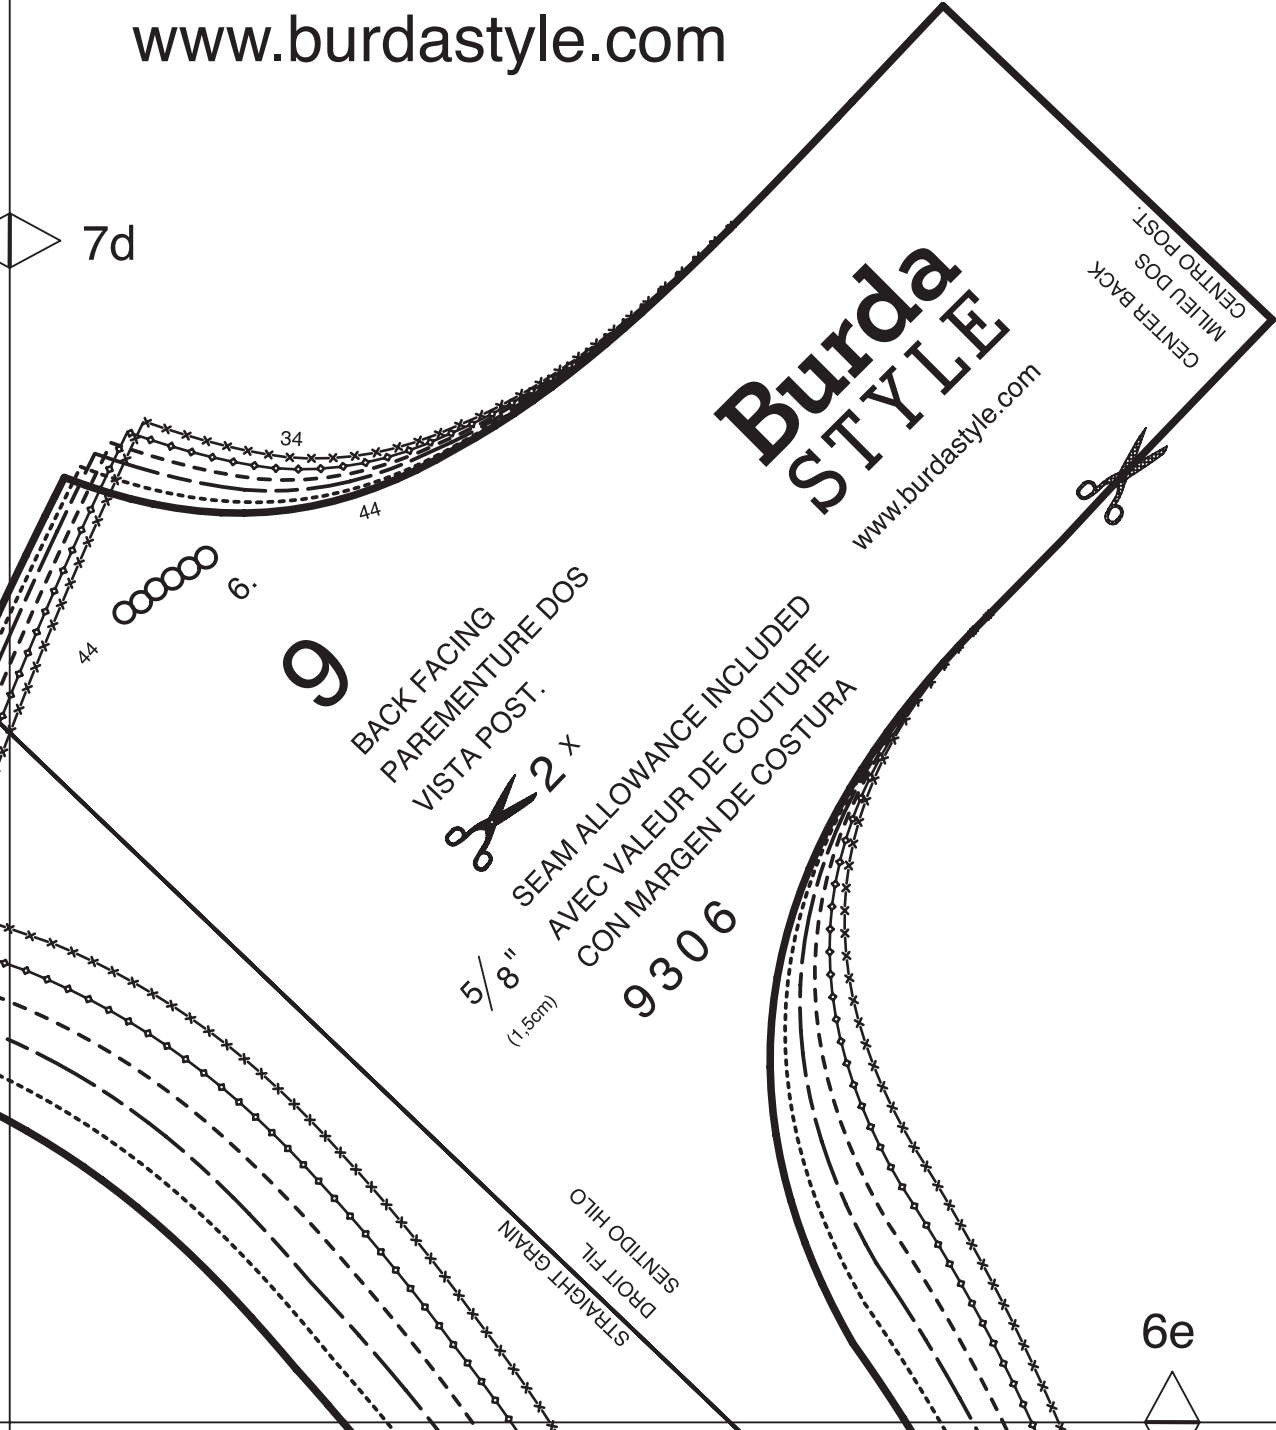 www.burdastyle.com
7d
CENTRO POST.
MILIEU DOS
CENTER BACK
Burda
STYLE
www.burdastyle.com
34
44
6.
44
9
BACK FACING
PAREMENTURE DOS
VISTA POST.
2 x
5/8"
(1,5cm)
SEAM ALLOWANCE INCLUDED
AVEC VALEUR DE COUTURE
CON MARGEN DE COSTURA
9306
SENTIDO HILO
DROIT FIL
STRAIGHT GRAIN
6e